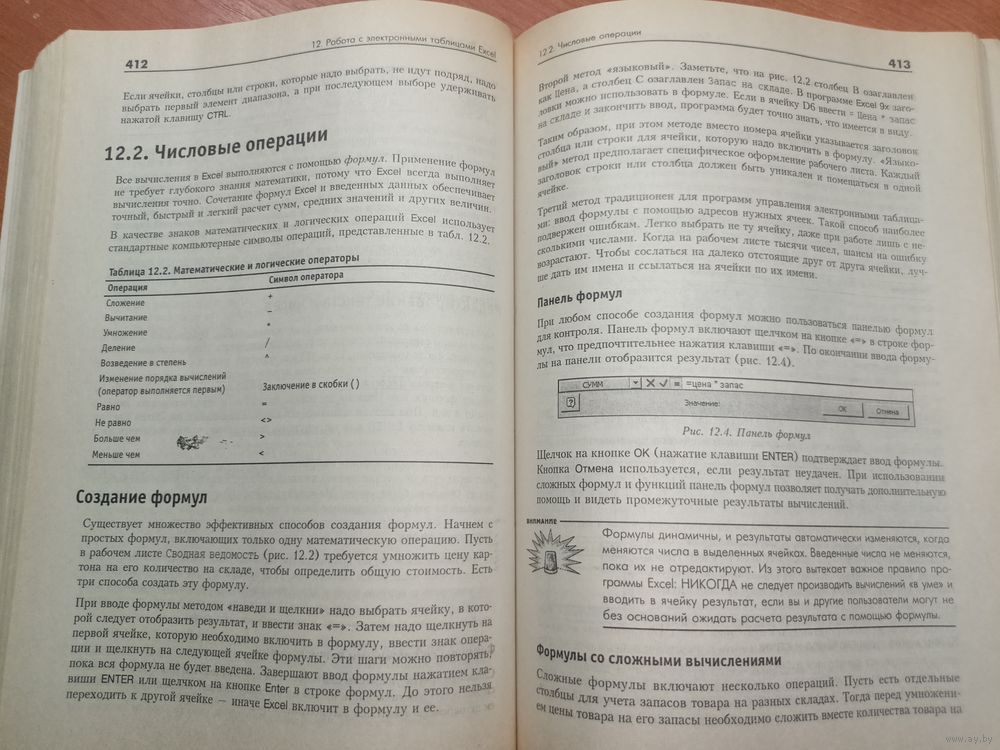 412
12 Работа с электронными таблицами Excel
Если ячейки, столбцы или строки, которые надо выбрать, не идут подряд, надо
выбрать первый элемент диапазона, а при последующем выборе удерживать
нажатой клавишу CTRL.
12.2. Числовые операции
Все вычисления в Excel выполняются с помощью формул. Применение формул
не требует глубокого знания математики, потому что Excel всегда выполняет
вычисления точно. Сочетание формул Excel и введенных данных обеспечивает
точный, быстрый и легкий расчет сумм, средних значений и других величин.
В качестве знаков математических и логических операций Excel использует
стандартные компьютерные символы операций, представленные в табл. 12.2.
Таблица 12.2. Математические и логические операторы
Операция Символ оператора
Сложение +
Вычитание –
Умножение *
Деление /
Возведение в степень ^
Изменение порядка вычислений
(оператор выполняется первым) Заключение в скобки ( )
Равно =
Не равно <>
Больше чем >
Меньше чем <
Создание формул
Существует множество эффективных способов создания формул. Начнем с
простых формул, включающих только одну математическую операцию. Пусть
в рабочем листе Сводная ведомость (рис. 12.2) требуется умножить цену кар-
тона на его количество на складе, чтобы определить общую стоимость. Есть
три способа создать эту формулу.
При вводе формулы методом «наведи и щелкни» надо выбрать ячейку, в кото-
рой следует отобразить результат, и ввести знак «=». Затем надо щелкнуть на
первой ячейке, которую необходимо включить в формулу, ввести знак опера-
ции и щелкнуть на следующей ячейке формулы. Эти шаги можно повторять,
пока вся формула не будет введена. Завершают ввод формулы нажатием кла-
виши ENTER или щелчком на кнопке Enter в строке формул. До этого нельзя
переходить к другой ячейке – иначе Excel включит в формулу и ее.
12.2. Числовые операции
413
Второй метод «языковый». Заметьте, что на рис. 12.2 столбец B озаглавлен
как Цена, а столбец C озаглавлен Запас на складе. В программе Excel 9x заго-
ловки можно использовать в формуле. Если в ячейку D6 ввести = Цена * запас
на складе и закончить ввод, программа будет точно знать, что имеется в виду.
Таким образом, при этом методе вместо номера ячейки указывается заголовок
столбца или строки для ячейки, которую надо включить в формулу. «Языко-
вый» метод предполагает специфическое оформление рабочего листа. Каждый
заголовок строки или столбца должен быть уникален и помещаться в одной
ячейке.
Третий метод традиционен для программ управления электронными таблица-
ми: ввод формулы с помощью адресов нужных ячеек. Такой способ наиболее
подвержен ошибкам. Легко выбрать не ту ячейку, даже при работе лишь с не-
сколькими числами. Когда на рабочем листе тысячи чисел, шансы на ошибку
возрастают. Чтобы сослаться на далеко отстоящие друг от друга ячейки, луч-
ше дать им имена и ссылаться на ячейки по их имени.
Панель формул
При любом способе создания формул можно пользоваться панелью формул
для контроля. Панель формул включают щелчком на кнопке «=» в строке фор-
мул, что предпочтительнее нажатия клавиши «=». По окончании ввода форму-
лы на панели отобразится результат (рис. 12.4).
СУММ =цена * запас
Значение:
OK Отмена
Рис. 12.4. Панель формул
Щелчок на кнопке OK (нажатие клавиши ENTER) подтверждает ввод формулы.
Кнопка Отмена используется, если результат неудачен. При использовании
сложных формул и функций панель формул позволяет получать дополнительную
помощь и видеть промежуточные результаты вычислений.
ВНИМАНИЕ
Формулы динамичны, и результаты автоматически изменяются, когда
меняются числа в выделенных ячейках. Введенные числа не меняются,
пока их не отредактируют. Из этого вытекает важное правило про-
граммы Excel: НИКОГДА не следует производить вычислений «в уме» и
вводить в ячейку результат, если вы и другие пользователи могут не
без оснований ожидать расчета результата с помощью формулы.
Формулы со сложными вычислениями
Сложные формулы включают несколько операций. Пусть есть отдельные
столбцы для учета запасов товара на разных складах. Тогда перед умножени-
ем цены товара на его запасы необходимо сложить вместе количества товара на
www.ay.by